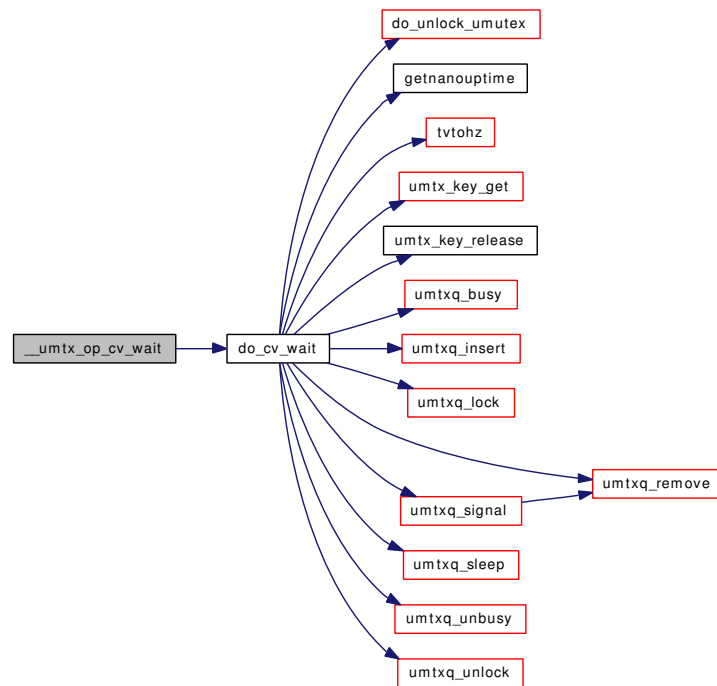 do_unlock_umutex
getnanouptime
tvtohz
umtx_key_get
umtx_key_release
umtxq_busy
__umtx_op_cv_wait
do_cv_wait
umtxq_insert
umtxq_lock
umtxq_remove
umtxq_signal
umtxq_sleep
umtxq_unbusy
umtxq_unlock